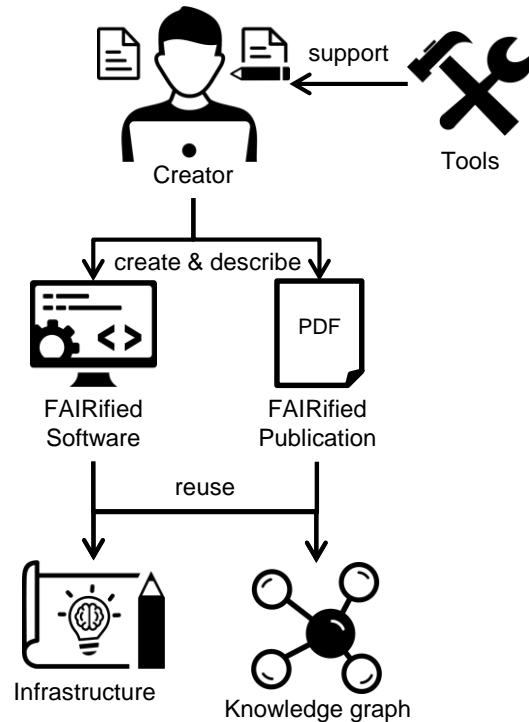 support
Tools
Creator
create & describe
< >
PDF
FAIRified
Software
FAIRified
Publication
reuse
Infrastructure
Knowledge graph